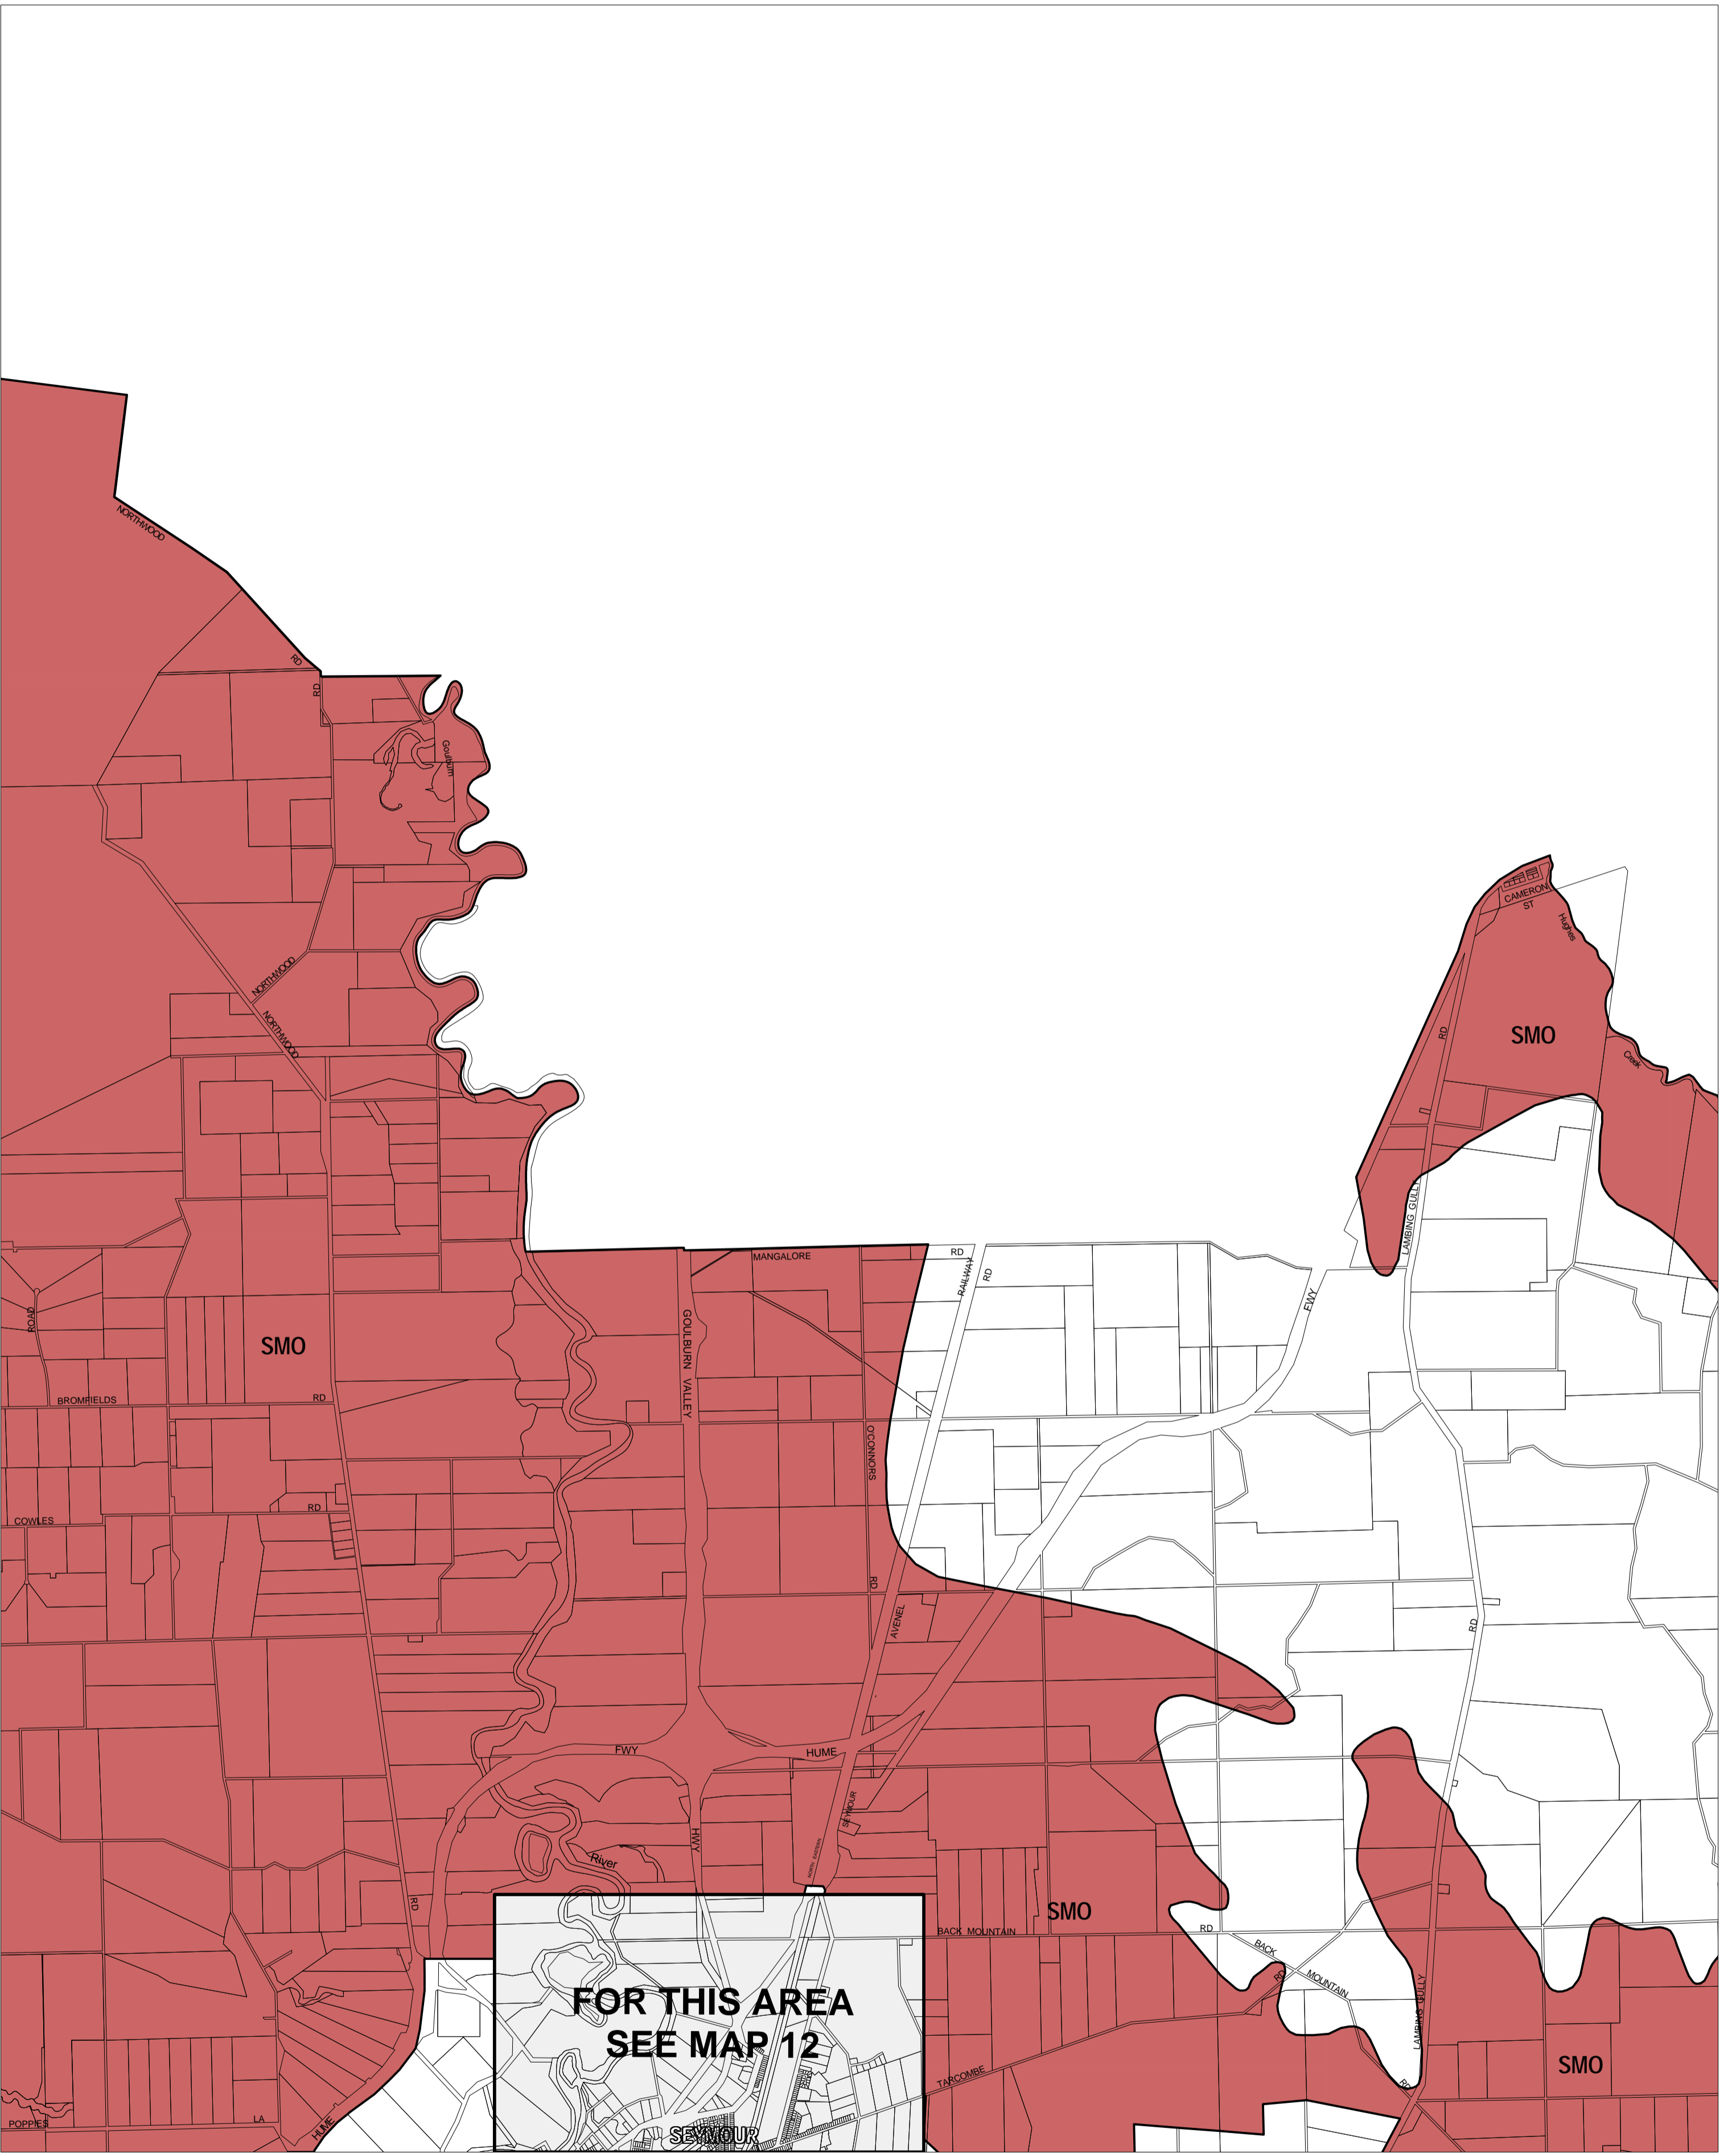 NORTHWOOD
RD
RD
Goulburn
CAMERON
ST
Hughes
NORTHWOOD
NORTHWOOD
RD
SMO
Creek
LAMBING GULLY
MANGALORE
RD
RAILWAY
RD
FWY
ROAD
SMO
GOULBURN VALLEY
BROMFIELDS
RD
O'CONNORS
COWLES
RD
RD
AVENEL
RD
FWY
HUME
SEYMOUR
HWY
NORTH EASTERN
River
RD
SMO
BACK MOUNTAIN
RD
BACK
MOUNTAIN
RD
LAMBING GULLY
FOR THIS AREA
SEE MAP 12
SMO
TARCOMBE
RD
POPPIES
LA
HUME
SEYMOUR